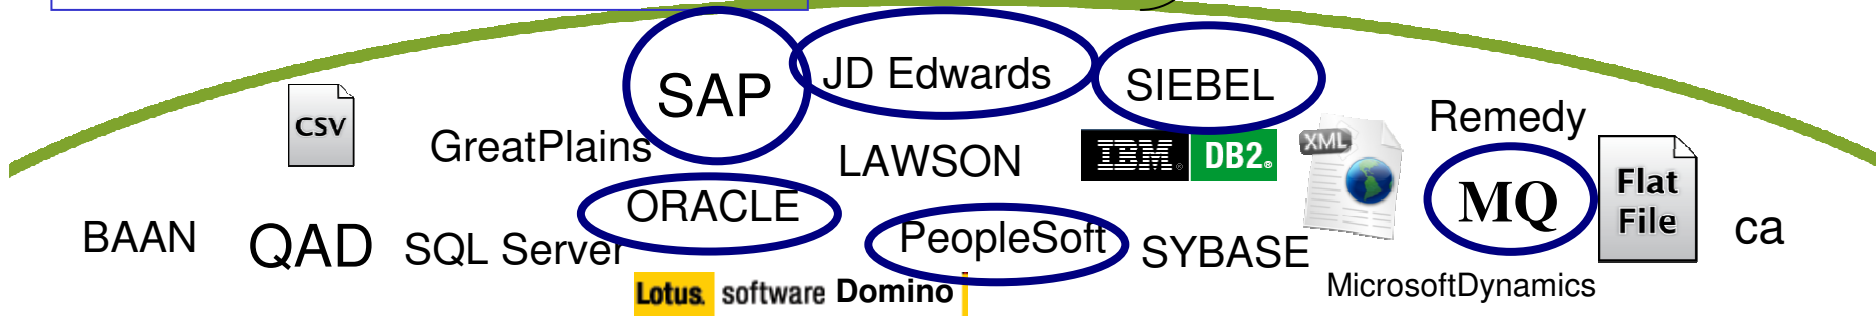 SAP
JD Edwards
SIEBEL
CSV
GreatPlains
LAWSON
IBM®
DB2®
XML
Remedy
ORACLE
MQ
Flat
File
BAAN
QAD
SQL Server
PeopleSoft
SYBASE
ca
Lotus. software Domino
MicrosoftDynamics